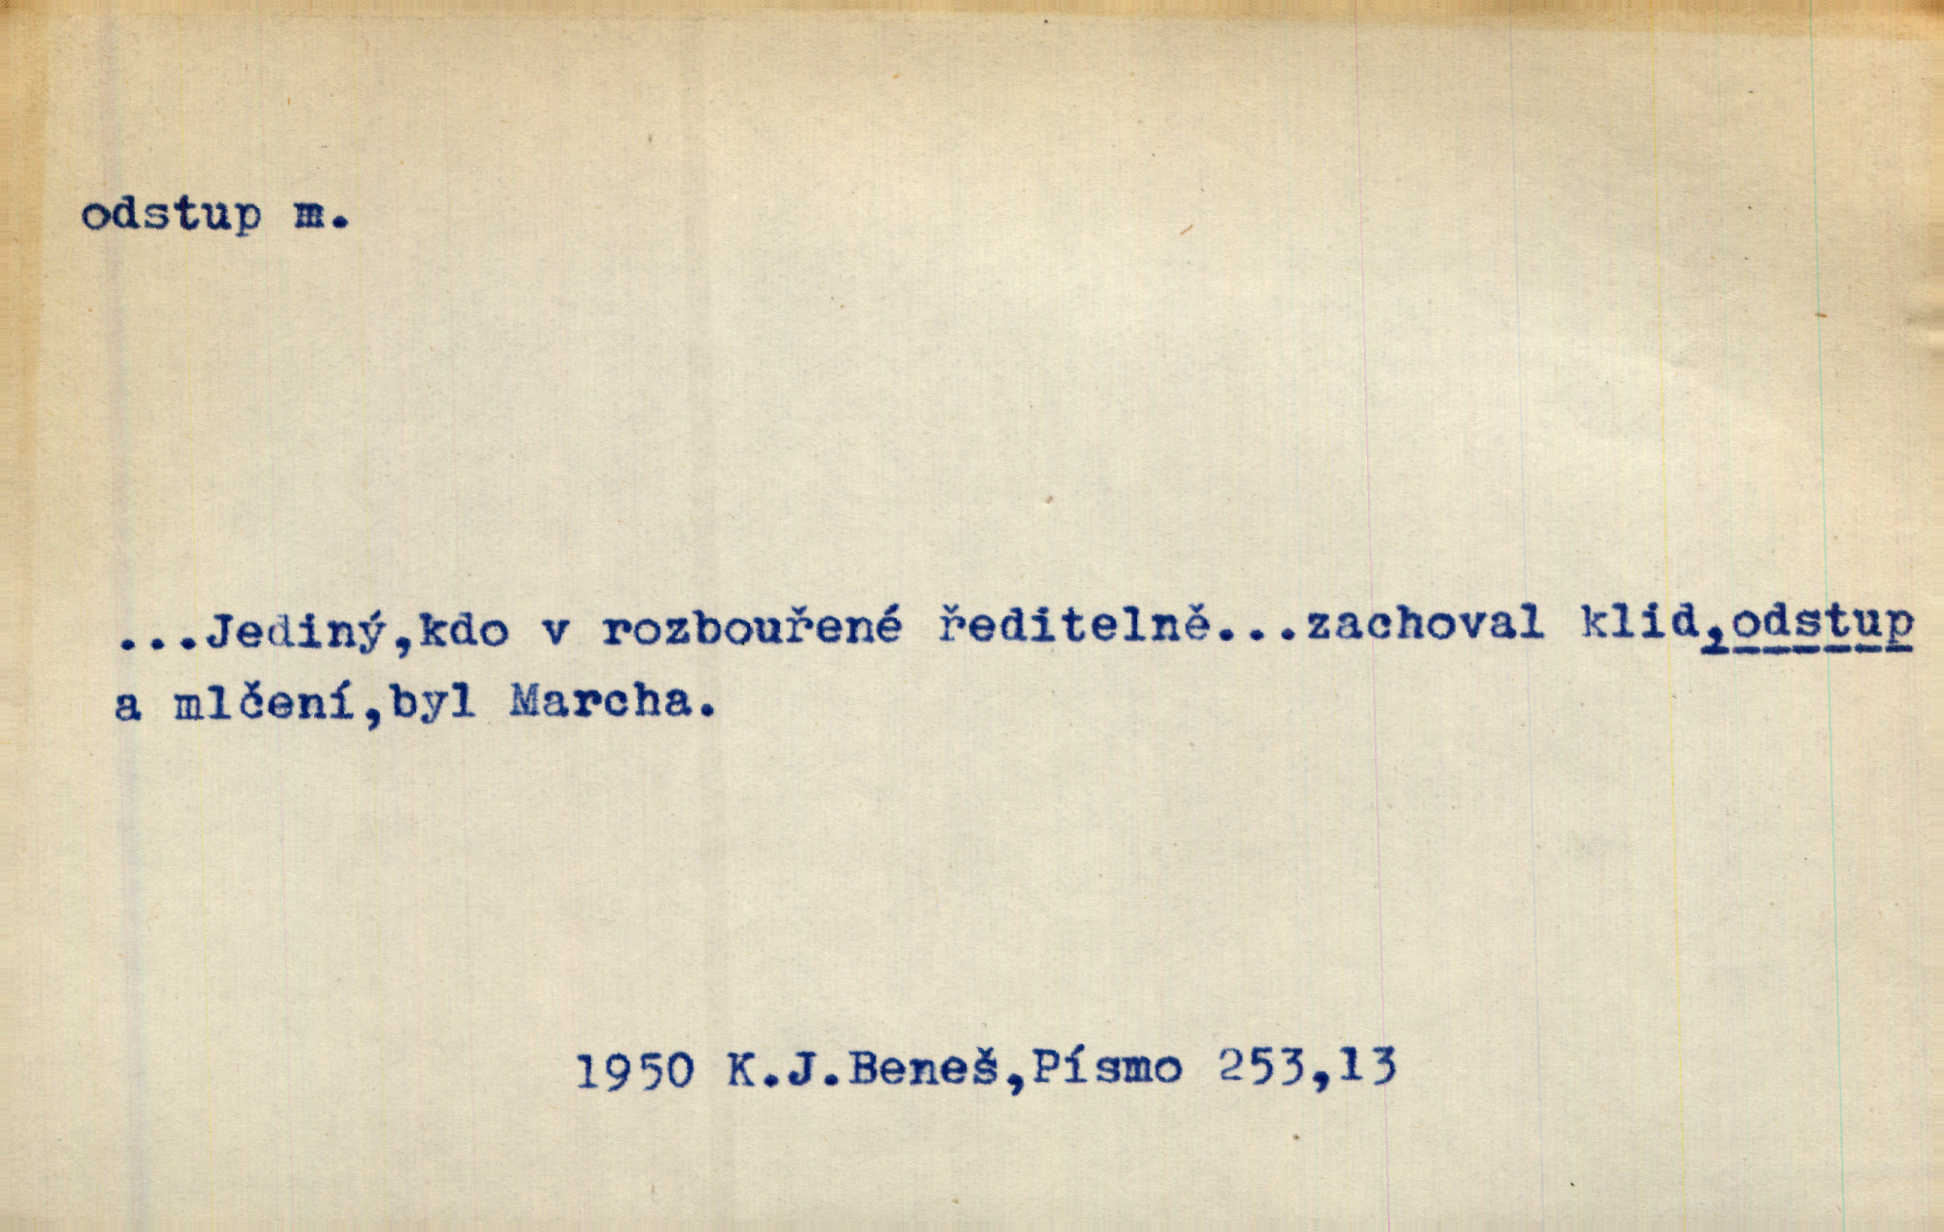 odstup m.
...Jediný,kdo v rozbouřené ředitelně...zachoval klid,odstup
a mlčení,byl Marcha.
1950 K.J.Beneš,Písmo 253,13